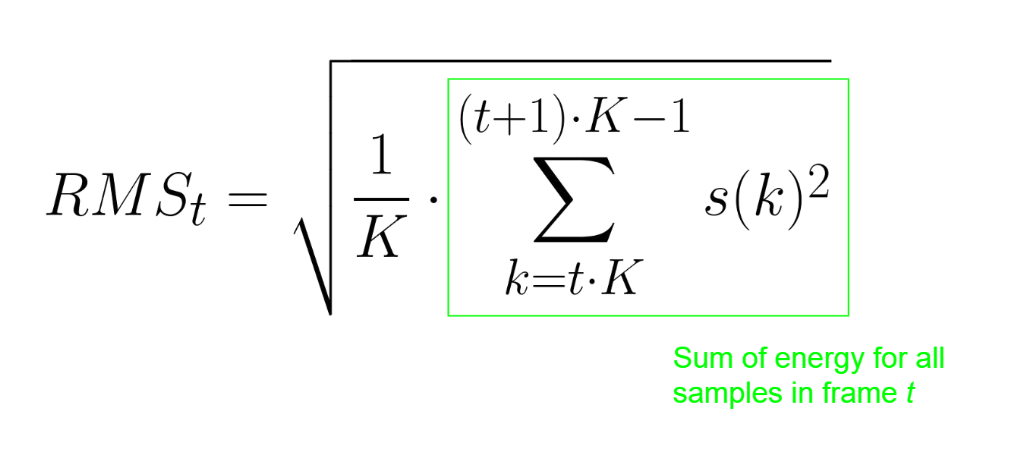 RMS_t = \sqrt{\frac{1}{K} \cdot \sum_{k=t \cdot K}^{(t+1) \cdot K-1} s(k)^2}
Sum of energy for all
samples in frame t